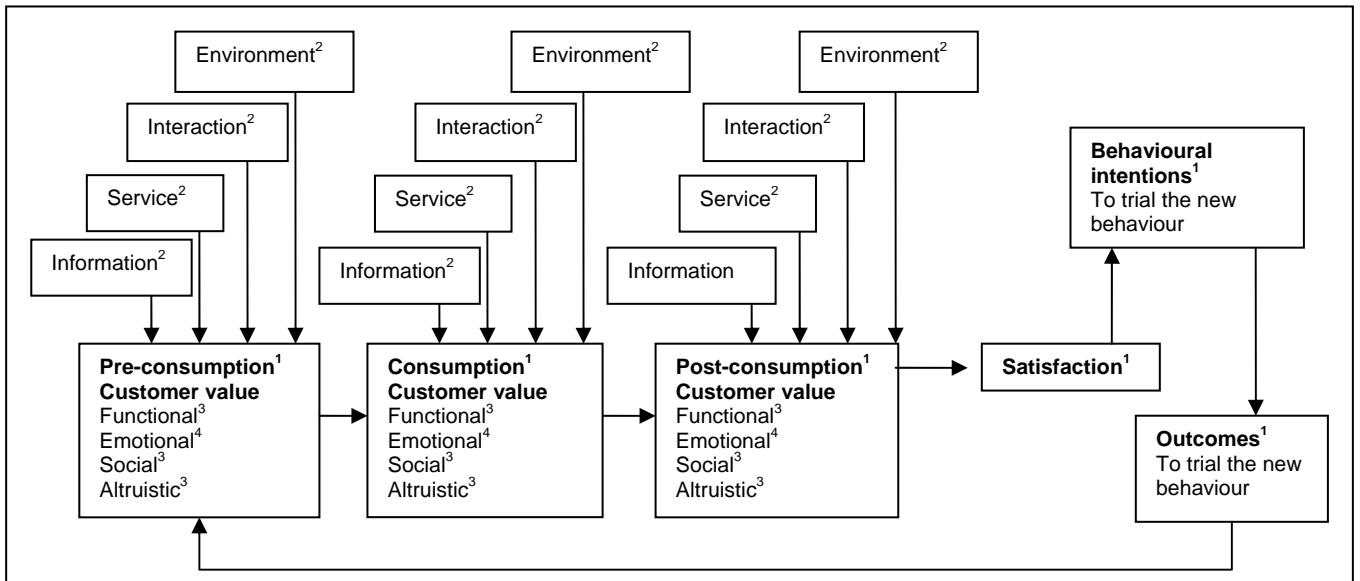 Environment²
Environment²
Environment²
Interaction²
Interaction²
Interaction²
Service²
Service²
Service²
Information²
Information²
Information
Pre-consumption¹
Customer value
Functional³
Emotional⁴
Social³
Altruistic³
Consumption¹
Customer value
Functional³
Emotional⁴
Social³
Altruistic³
Post-consumption¹
Customer value
Functional³
Emotional⁴
Social³
Altruistic³
Satisfaction¹
Behavioural
intentions¹
To trial the new
behaviour
Outcomes¹
To trial the new
behaviour